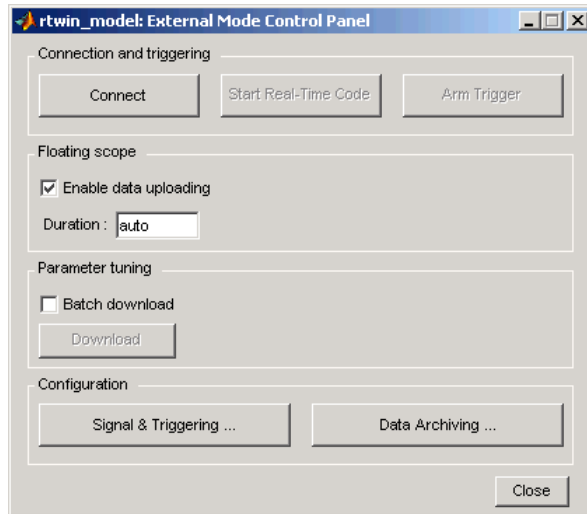 rtwin_model: External Mode Control Panel
Connection and triggering
Connect Start Real-Time Code Arm Trigger
Floating scope
Enable data uploading
Duration : auto
Parameter tuning
Batch download
Download
Configuration
Signal & Triggering ... Data Archiving ...
Close